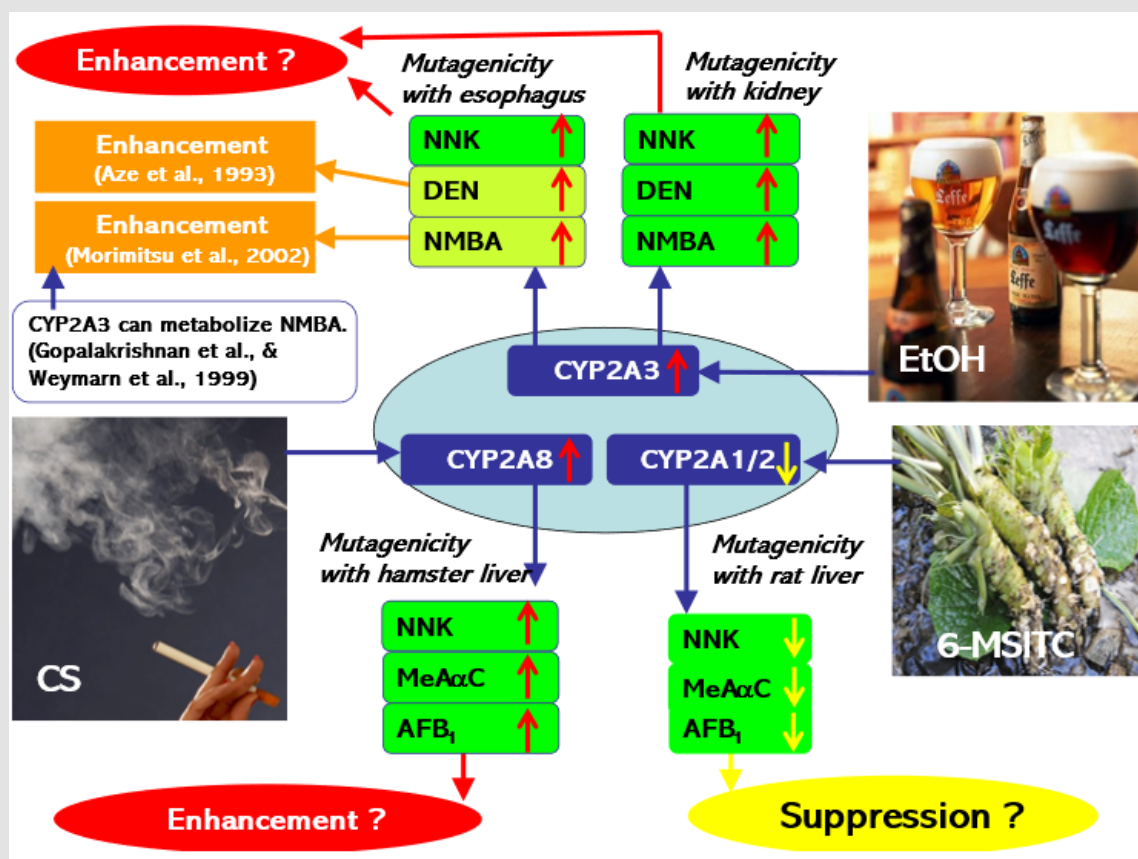 Enhancement ?
Mutagenicity
with esophagus
Mutagenicity
with kidney
Enhancement
(Aze et al., 1993)
Enhancement
(Morimitsu et al., 2002)
NNK
DEN
NMBA
NNK
DEN
NMBA
Leffe
Leffe
Leffe
EtOH
CYP2A3 can metabolize NMBA.
(Gopalakrishnan et al., &
Weymarn et al., 1999)
CYP2A3
CYP2A8
CYP2A1/2
CS
6-MSITC
Mutagenicity
with hamster liver
Mutagenicity
with rat liver
NNK
MeAαC
AFB₁
NNK
MeAαC
AFB₁
Enhancement ?
Suppression ?